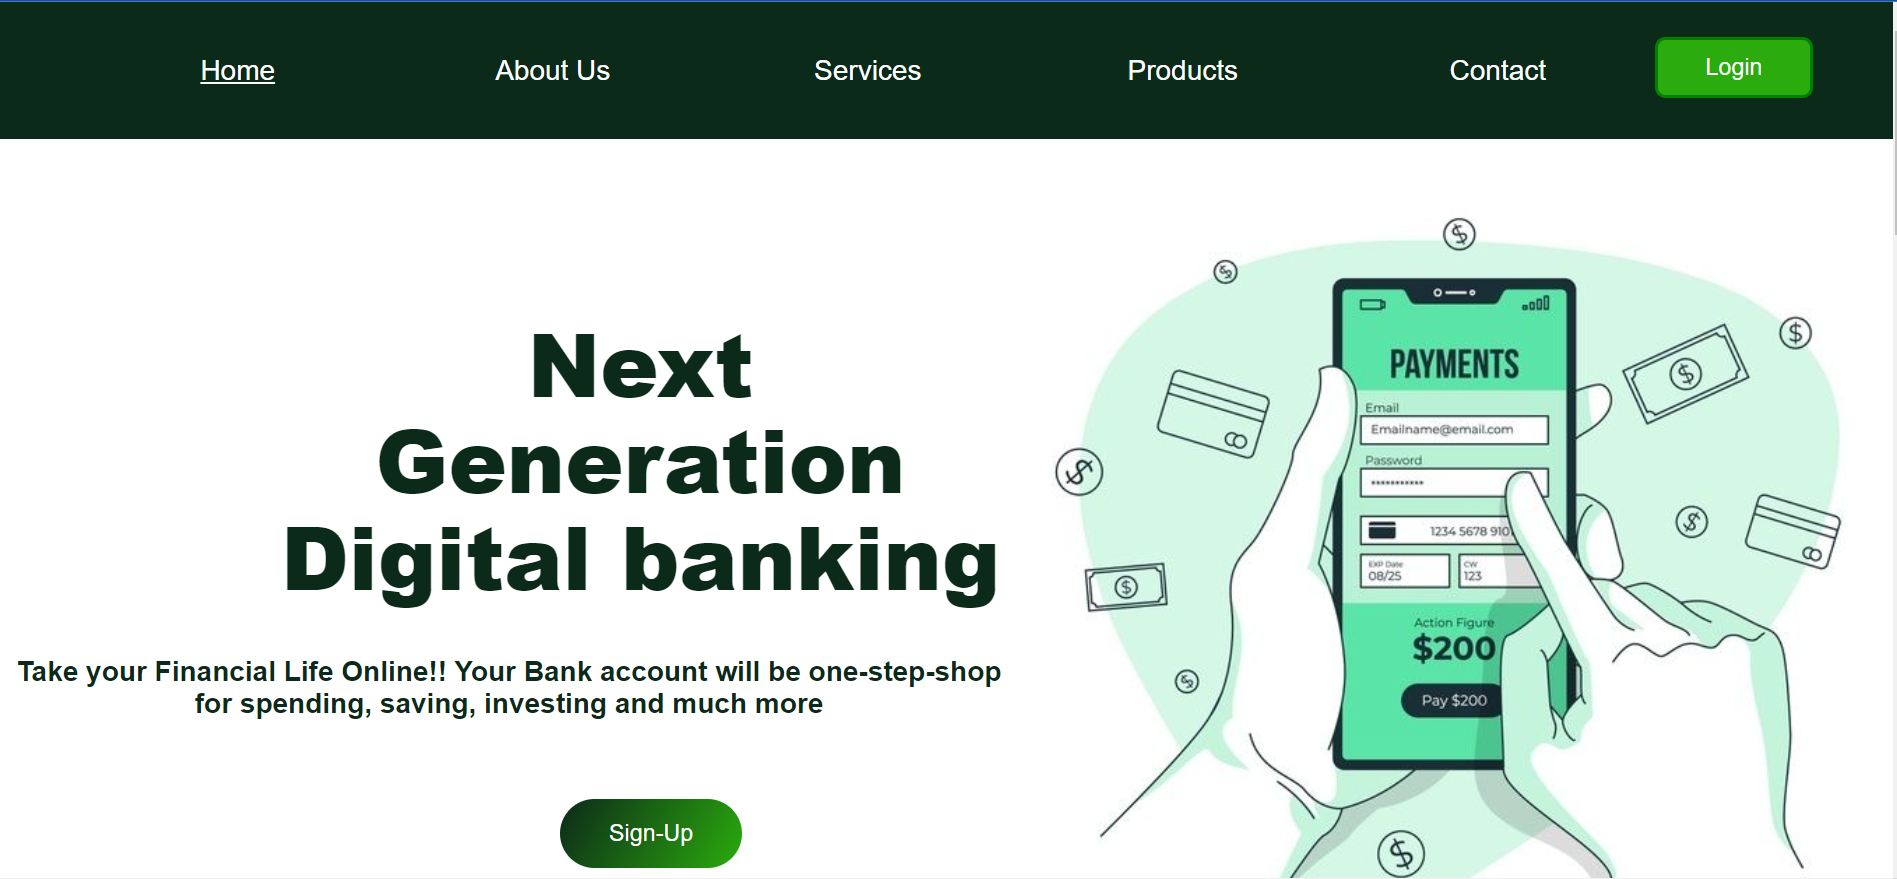 Home About Us Services Products Contact Login
Next
Generation
Digital banking
Take your Financial Life Online!! Your Bank account will be one-step-shop
for spending, saving, investing and much more
Sign-Up
PAYMENTS
Email
Emailname@email.com
Password
***********
1234 5678 910
EXP Date
08/25
CW
123
Action Figure
$200
Pay $200